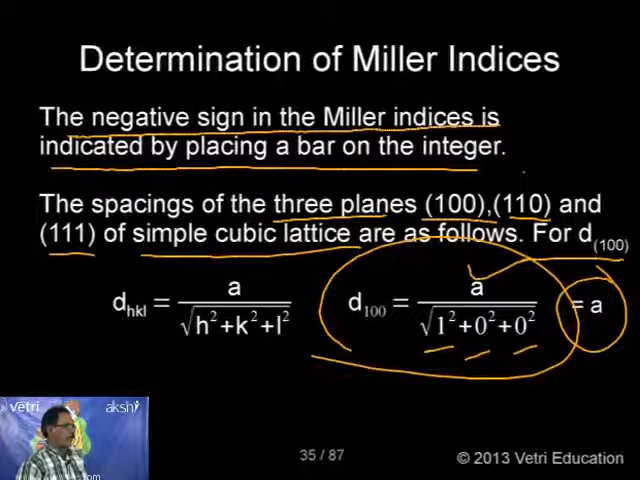 Determination of Miller Indices
The negative sign in the Miller indices is
indicated by placing a bar on the integer.
The spacings of the three planes (100),(110) and
(111) of simple cubic lattice are as follows. For d(100)
d_hkl = a / √(h²+k²+l²)   d_100 = a / √(1²+0²+0²) = a
vetri
akshi
35 / 87
© 2013 Vetri Education